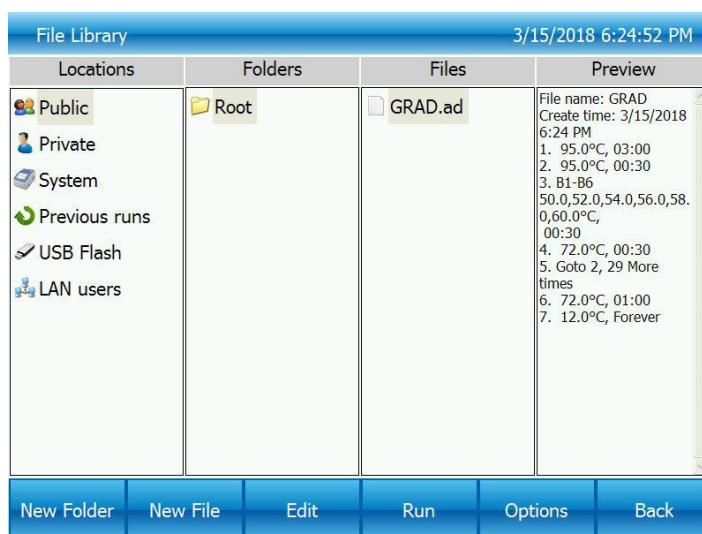 File Library
3/15/2018 6:24:52 PM
Locations
Folders
Files
Preview
Public
Private
System
Previous runs
USB Flash
LAN users
Root
GRAD.ad
File name: GRAD
Create time: 3/15/2018
6:24 PM
1. 95.0°C, 03:00
2. 95.0°C, 00:30
3. B1-B6
50.0,52.0,54.0,56.0,58.
0,60.0°C,
00:30
4. 72.0°C, 00:30
5. Goto 2, 29 More
times
6. 72.0°C, 01:00
7. 12.0°C, Forever
New Folder
New File
Edit
Run
Options
Back